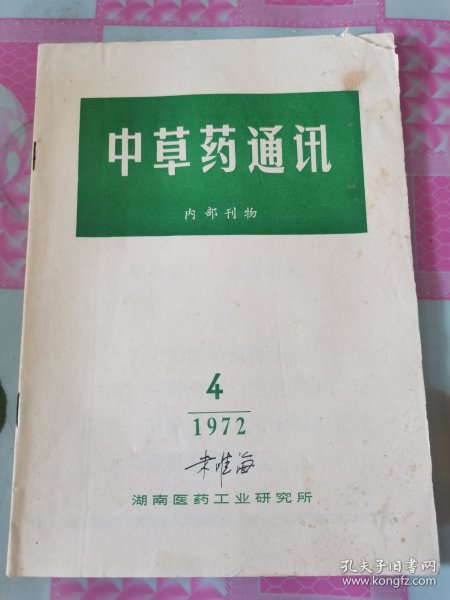 中草药通讯
内部刊物
4
1972
湖南医药工业研究所
孔夫子旧书网
www.kongfz.com